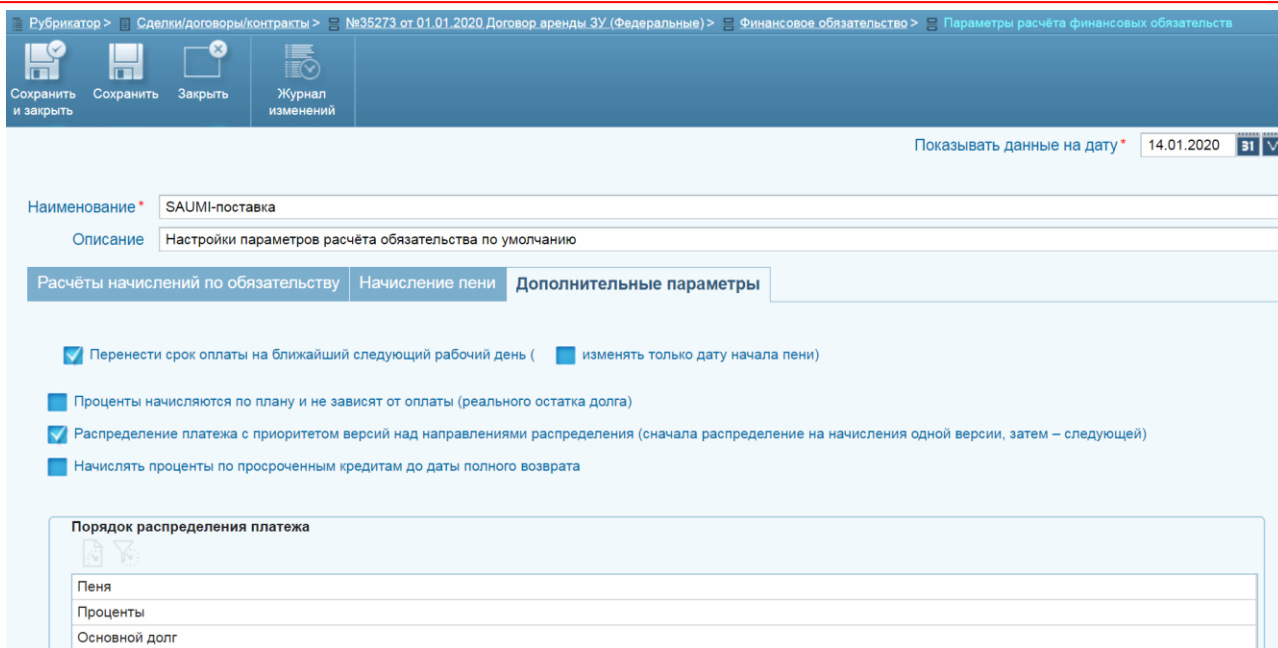 Рубрикатор > Сделки/договоры/контракты > №35273 от 01.01.2020 Договор аренды ЗУ (Федеральные) > Финансовое обязательство > Параметры расчёта финансовых обязательств
Сохранить и закрыть Сохранить Закрыть Журнал изменений
Показывать данные на дату * 14.01.2020 31
Наименование * SAUMI-поставка
Описание Настройки параметров расчёта обязательства по умолчанию
Расчёты начислений по обязательству Начисление пени Дополнительные параметры
Перенести срок оплаты на ближайший следующий рабочий день ( изменять только дату начала пени)
Проценты начисляются по плану и не зависят от оплаты (реального остатка долга)
Распределение платежа с приоритетом версий над направлениями распределения (сначала распределение на начисления одной версии, затем – следующей)
Начислять проценты по просроченным кредитам до даты полного возврата
Порядок распределения платежа
Пеня
Проценты
Основной долг